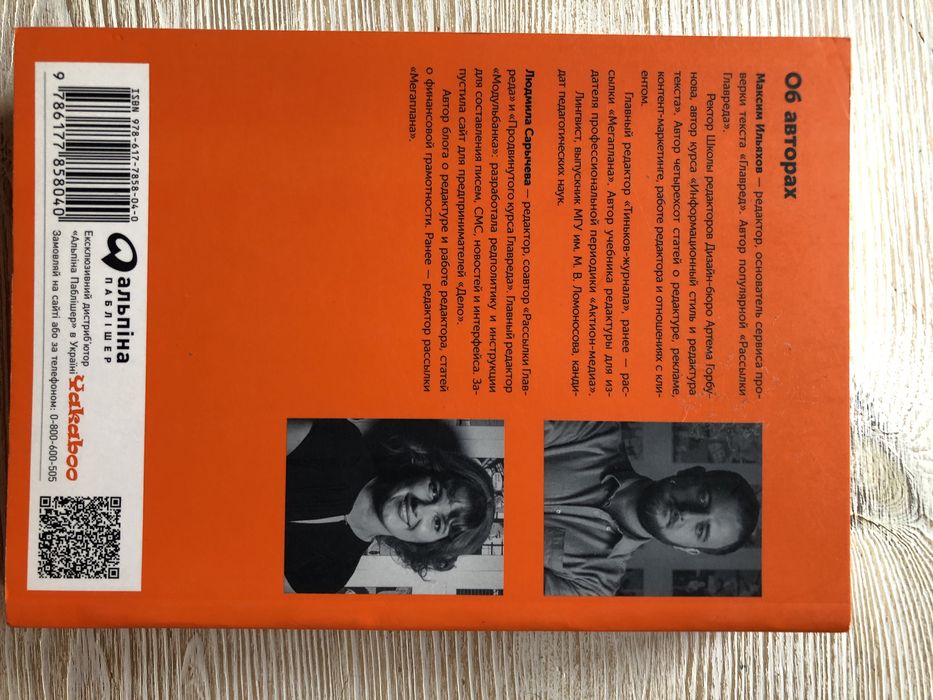 Об авторах
Максим Ильяхов — редактор, основатель сервиса про-
верки текста «Главред». Автор популярной «Рассылки
Главреда».
Ректор Школы редакторов Дизайн-бюро Артема Горбу-
нова, автор курса «Информационный стиль и редактура
текста». Автор четырехсот статей о редактуре, рекламе,
контент-маркетинге, работе редактора и отношениях с кли-
ентом.
Главный редактор «Тинькофф-журнала», ранее — рас-
сылки «Мегаплана». Автор учебника редактуры для из-
дателя профессиональной периодики «Актион-медиа».
Лингвист, выпускник МГУ им. М. В. Ломоносова, канди-
дат педагогических наук.
Людмила Сарычева — редактор, соавтор «Рассылки Глав-
реда» и «Продвинутого курса Главреда». Главный редактор
«Модульбанка»: разработала редполитику и инструкции
для составления писем, СМС, новостей и интерфейса. За-
пустила сайт для предпринимателей «Дело».
Автор блога о редактуре и работе редактора, статей
о финансовой грамотности. Ранее — редактор рассылки
«Мегаплана».
ISBN 978-617-7858-04-0
9 786177 858040
альпіна
ПАБЛІШЕР
Ексклюзивний дистриб'ютор
«Альпіна Паблішер» в Україні
Yakaboo
Замовляй на сайті або за телефоном: 0-800-600-505